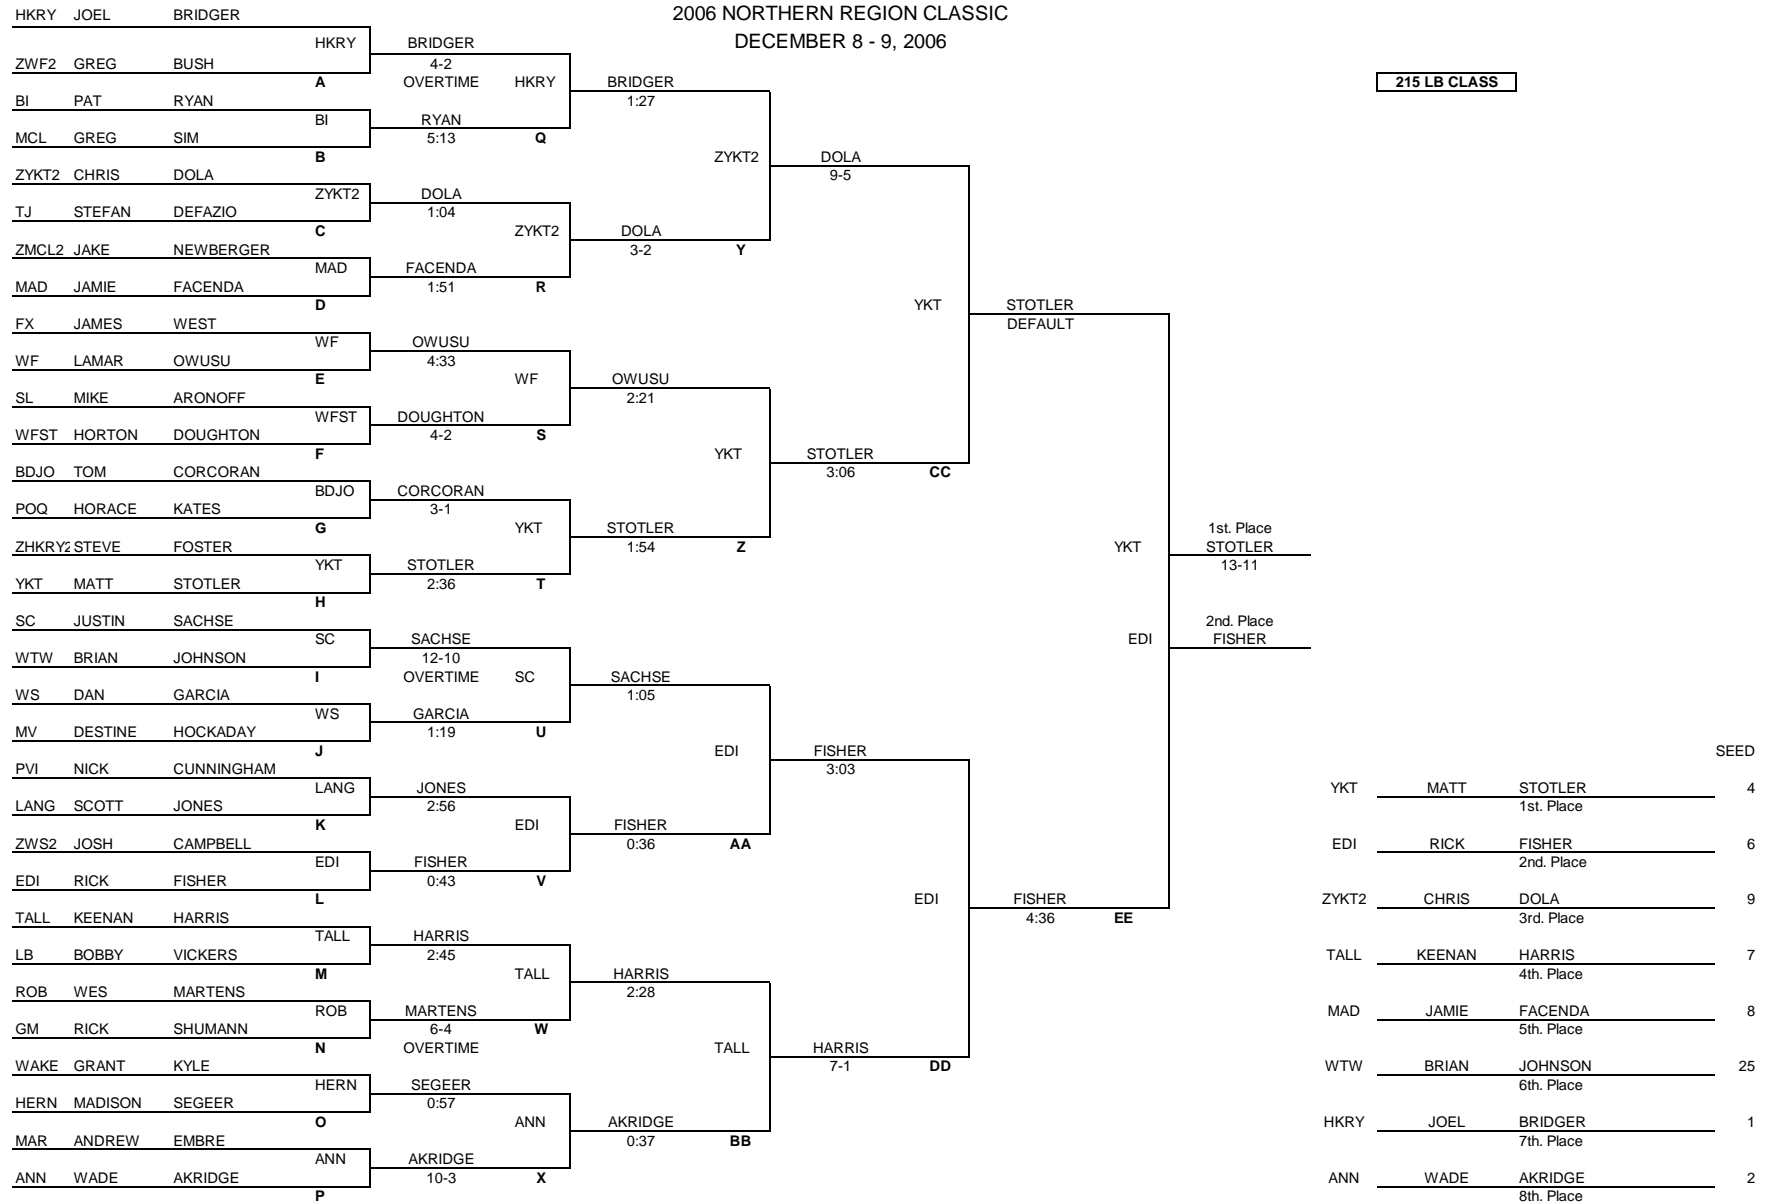 2006 NORTHERN REGION CLASSIC
DECEMBER 8 - 9, 2006
215 LB CLASS
HKRY JOEL BRIDGER
ZWF2 GREG BUSH
BI PAT RYAN
MCL GREG SIM
ZYKT2 CHRIS DOLA
TJ STEFAN DEFAZIO
ZMCL2 JAKE NEWBERGER
MAD JAMIE FACENDA
FX JAMES WEST
WF LAMAR OWUSU
SL MIKE ARONOFF
WFST HORTON DOUGHTON
BDJO TOM CORCORAN
POQ HORACE KATES
ZHKRY2 STEVE FOSTER
YKT MATT STOTLER
SC JUSTIN SACHSE
WTW BRIAN JOHNSON
WS DAN GARCIA
MV DESTINE HOCKADAY
PVI NICK CUNNINGHAM
LANG SCOTT JONES
ZWS2 JOSH CAMPBELL
EDI RICK FISHER
TALL KEENAN HARRIS
LB BOBBY VICKERS
ROB WES MARTENS
GM RICK SHUMANN
WAKE GRANT KYLE
HERN MADISON SEGEER
MAR ANDREW EMBRE
ANN WADE AKRIDGE
HKRY BRIDGER
4-2
A OVERTIME
BI RYAN
5:13
B
ZYKT2 DOLA
1:04
C
MAD FACENDA
1:51
D
WF OWUSU
4:33
E
WFST DOUGHTON
4-2
F
BDJO CORCORAN
3-1
G
YKT STOTLER
2:36
H
SC SACHSE
12-10
I OVERTIME
WS GARCIA
1:19
J
LANG JONES
2:56
K
EDI FISHER
0:43
L
TALL HARRIS
2:45
M
ROB MARTENS
6-4
N OVERTIME
HERN SEGEER
0:57
O
ANN AKRIDGE
10-3
P
HKRY BRIDGER
1:27
Q
ZYKT2 DOLA
3-2
R
WF OWUSU
2:21
S
YKT STOTLER
1:54
T
SC SACHSE
1:05
U
EDI FISHER
0:36
V
TALL HARRIS
2:28
W
ANN AKRIDGE
0:37
X
ZYKT2 DOLA
9-5
Y
YKT STOTLER
3:06
Z
EDI FISHER
3:03
AA
TALL HARRIS
7-1
BB
YKT STOTLER
DEFAULT
CC
EDI FISHER
4:36
DD
EE
1st. Place
YKT STOTLER
13-11
2nd. Place
EDI FISHER
SEED
YKT MATT STOTLER 4
1st. Place
EDI RICK FISHER 6
2nd. Place
ZYKT2 CHRIS DOLA 9
3rd. Place
TALL KEENAN HARRIS 7
4th. Place
MAD JAMIE FACENDA 8
5th. Place
WTW BRIAN JOHNSON 25
6th. Place
HKRY JOEL BRIDGER 1
7th. Place
ANN WADE AKRIDGE 2
8th. Place